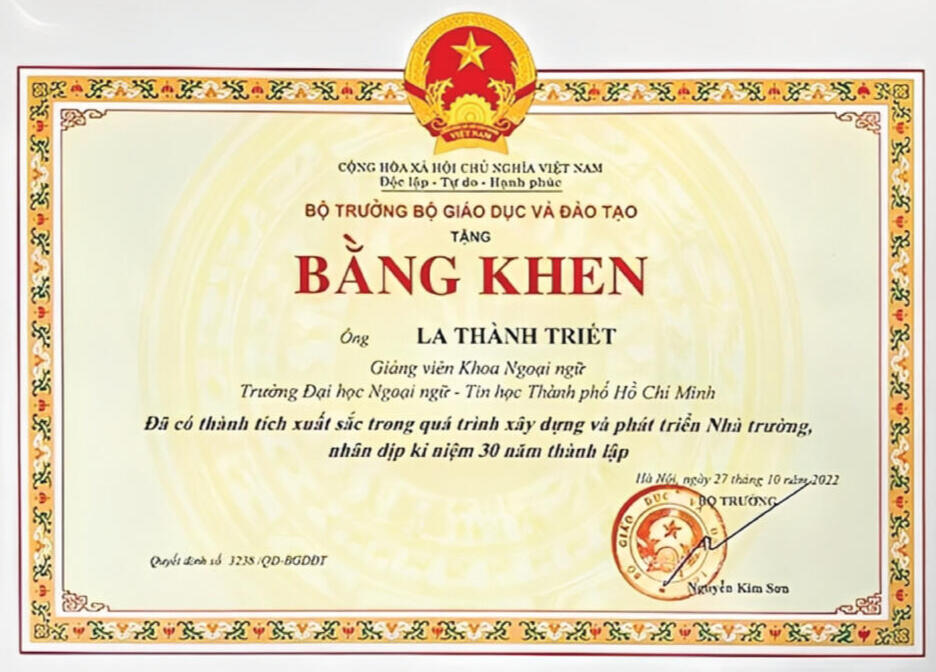 VIỆT NAM
CỘNG HÒA XÃ HỘI CHỦ NGHĨA VIỆT NAM
Độc lập - Tự do - Hạnh phúc
BỘ TRƯỞNG BỘ GIÁO DỤC VÀ ĐÀO TẠO
TẶNG
BẰNG KHEN
Ông LA THÀNH TRIẾT
Giảng viên Khoa Ngoại ngữ
Trường Đại học Ngoại ngữ - Tin học Thành phố Hồ Chí Minh
Đã có thành tích xuất sắc trong quá trình xây dựng và phát triển Nhà trường,
nhân dịp kỉ niệm 30 năm thành lập
Hà Nội, ngày 27 tháng 10 năm 2022
BỘ TRƯỞNG
BỘ GIÁO DỤC
Quyết định số 3238/QĐ-BGDĐT
Nguyễn Kim Sơn